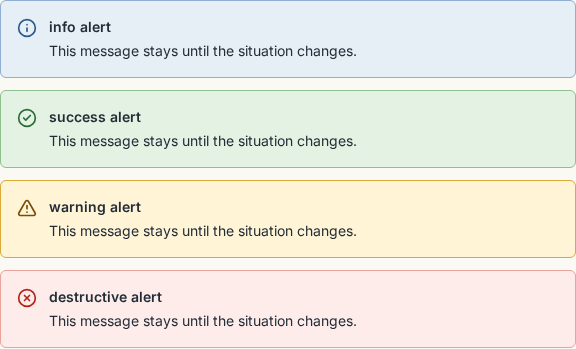 info alert
This message stays until the situation changes.
success alert
This message stays until the situation changes.
warning alert
This message stays until the situation changes.
destructive alert
This message stays until the situation changes.